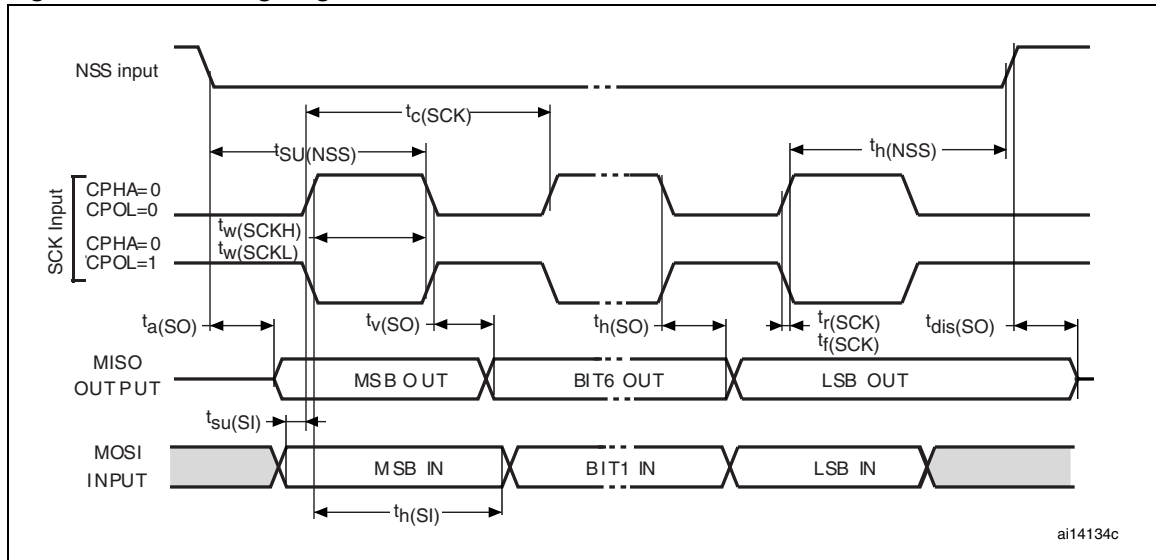 NSS input
tc(SCK)
tSU(NSS)
th(NSS)
SCK Input
CPHA=0
CPOL=0
tw(SCKH)
CPHA=0
tw(SCKL)
CPOL=1
ta(SO)
tv(SO)
th(SO)
tr(SCK)
tf(SCK)
tdis(SO)
MISO
OUTPUT
MSB OUT
BIT6 OUT
LSB OUT
tsu(SI)
MOSI
INPUT
MSB IN
BIT1 IN
LSB IN
th(SI)
ai14134c